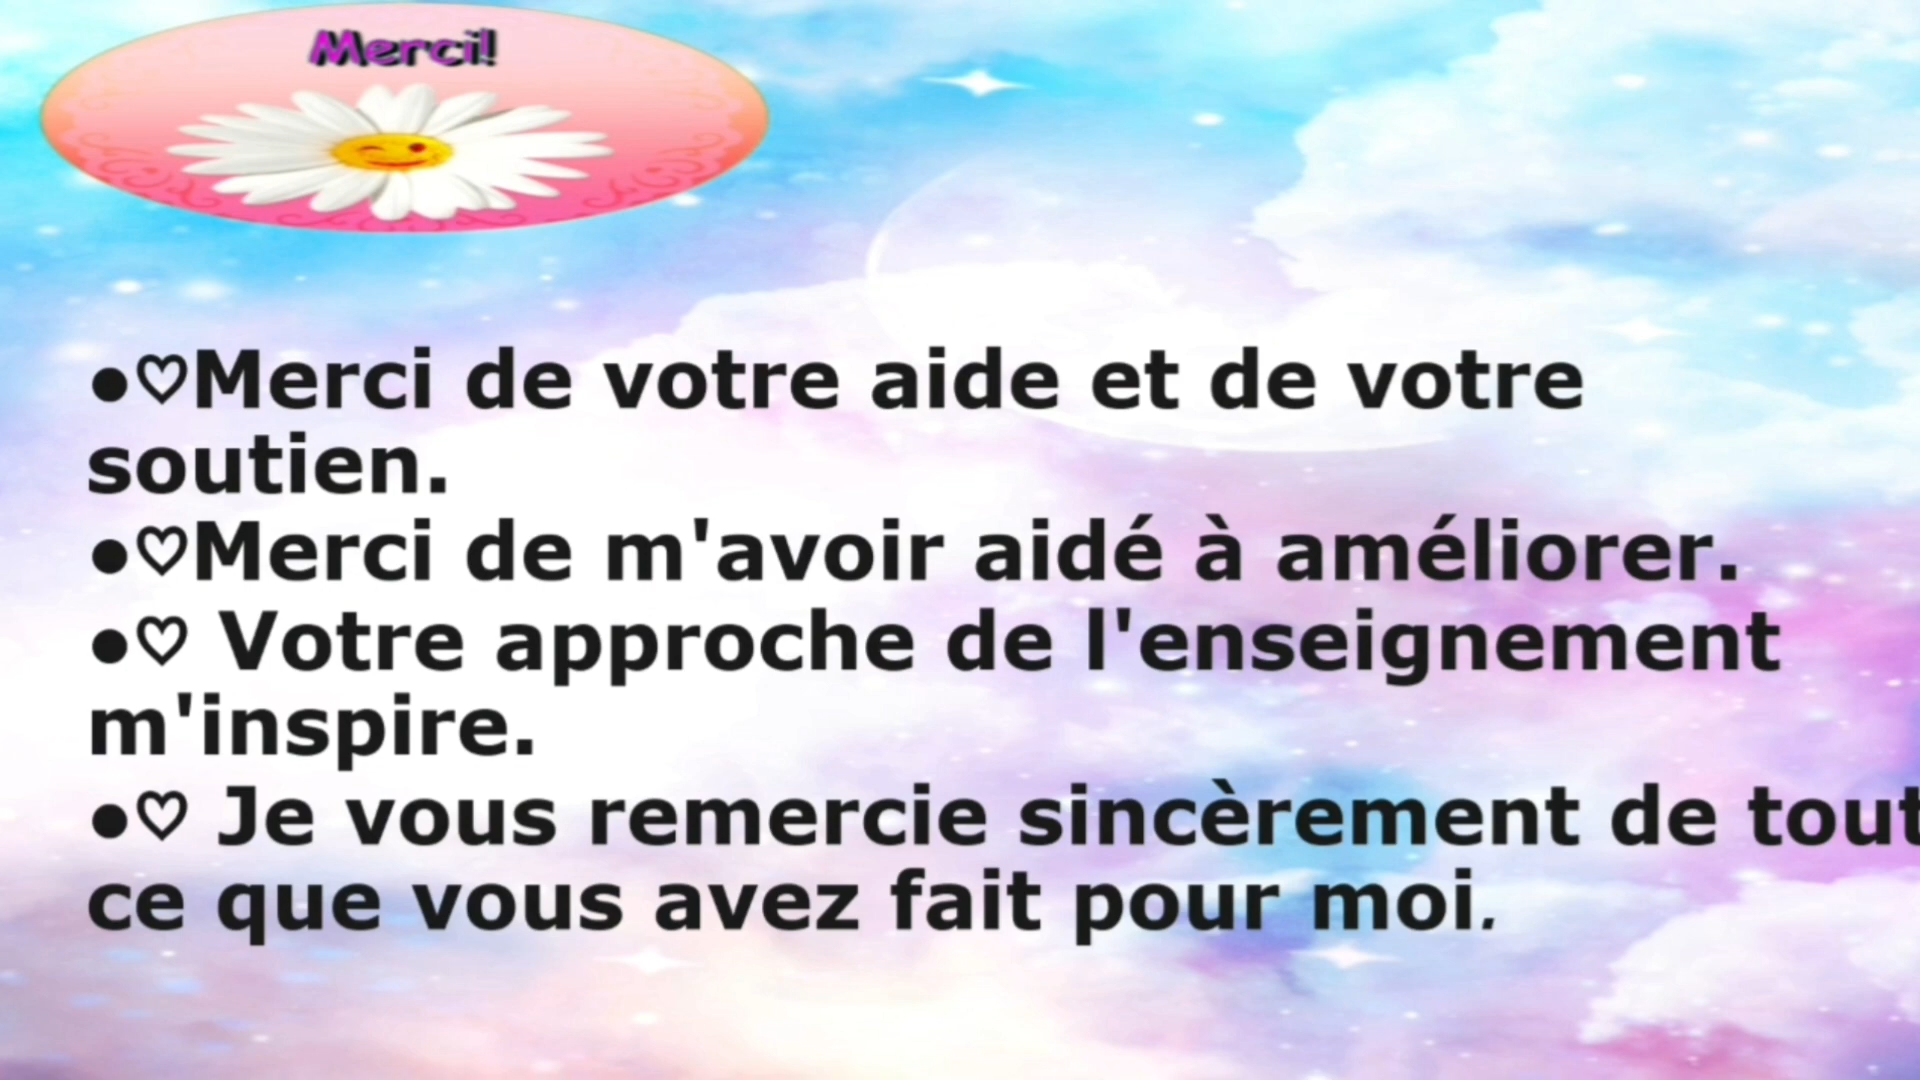 Merci!
●♡Merci de votre aide et de votre
soutien.
●♡Merci de m'avoir aidé à améliorer.
●♡ Votre approche de l'enseignement
m'inspire.
●♡ Je vous remercie sincèrement de tout
ce que vous avez fait pour moi.